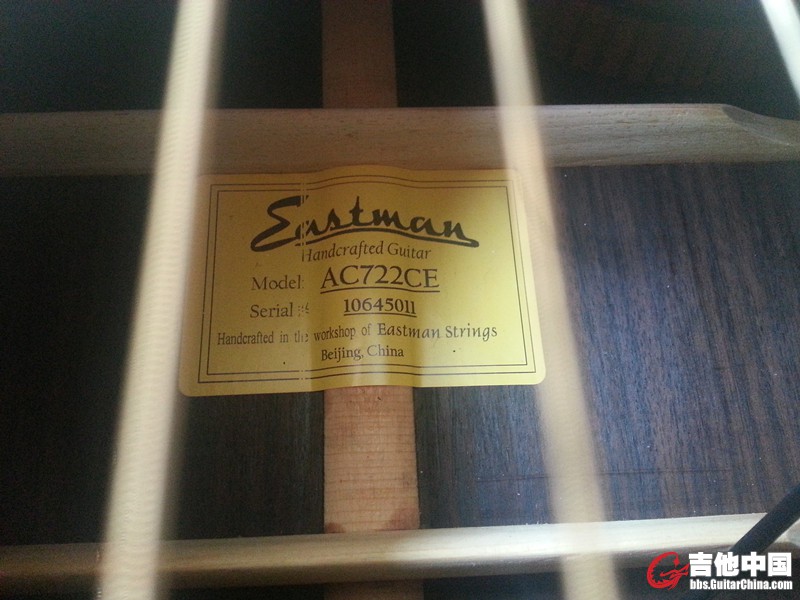 Eastman
Handcrafted Guitar
Model: AC722CE
Serial #: 10645011
Handcrafted in the workshop of Eastman Strings
Beijing, China
吉他中国
bbs.GuitarChina.com